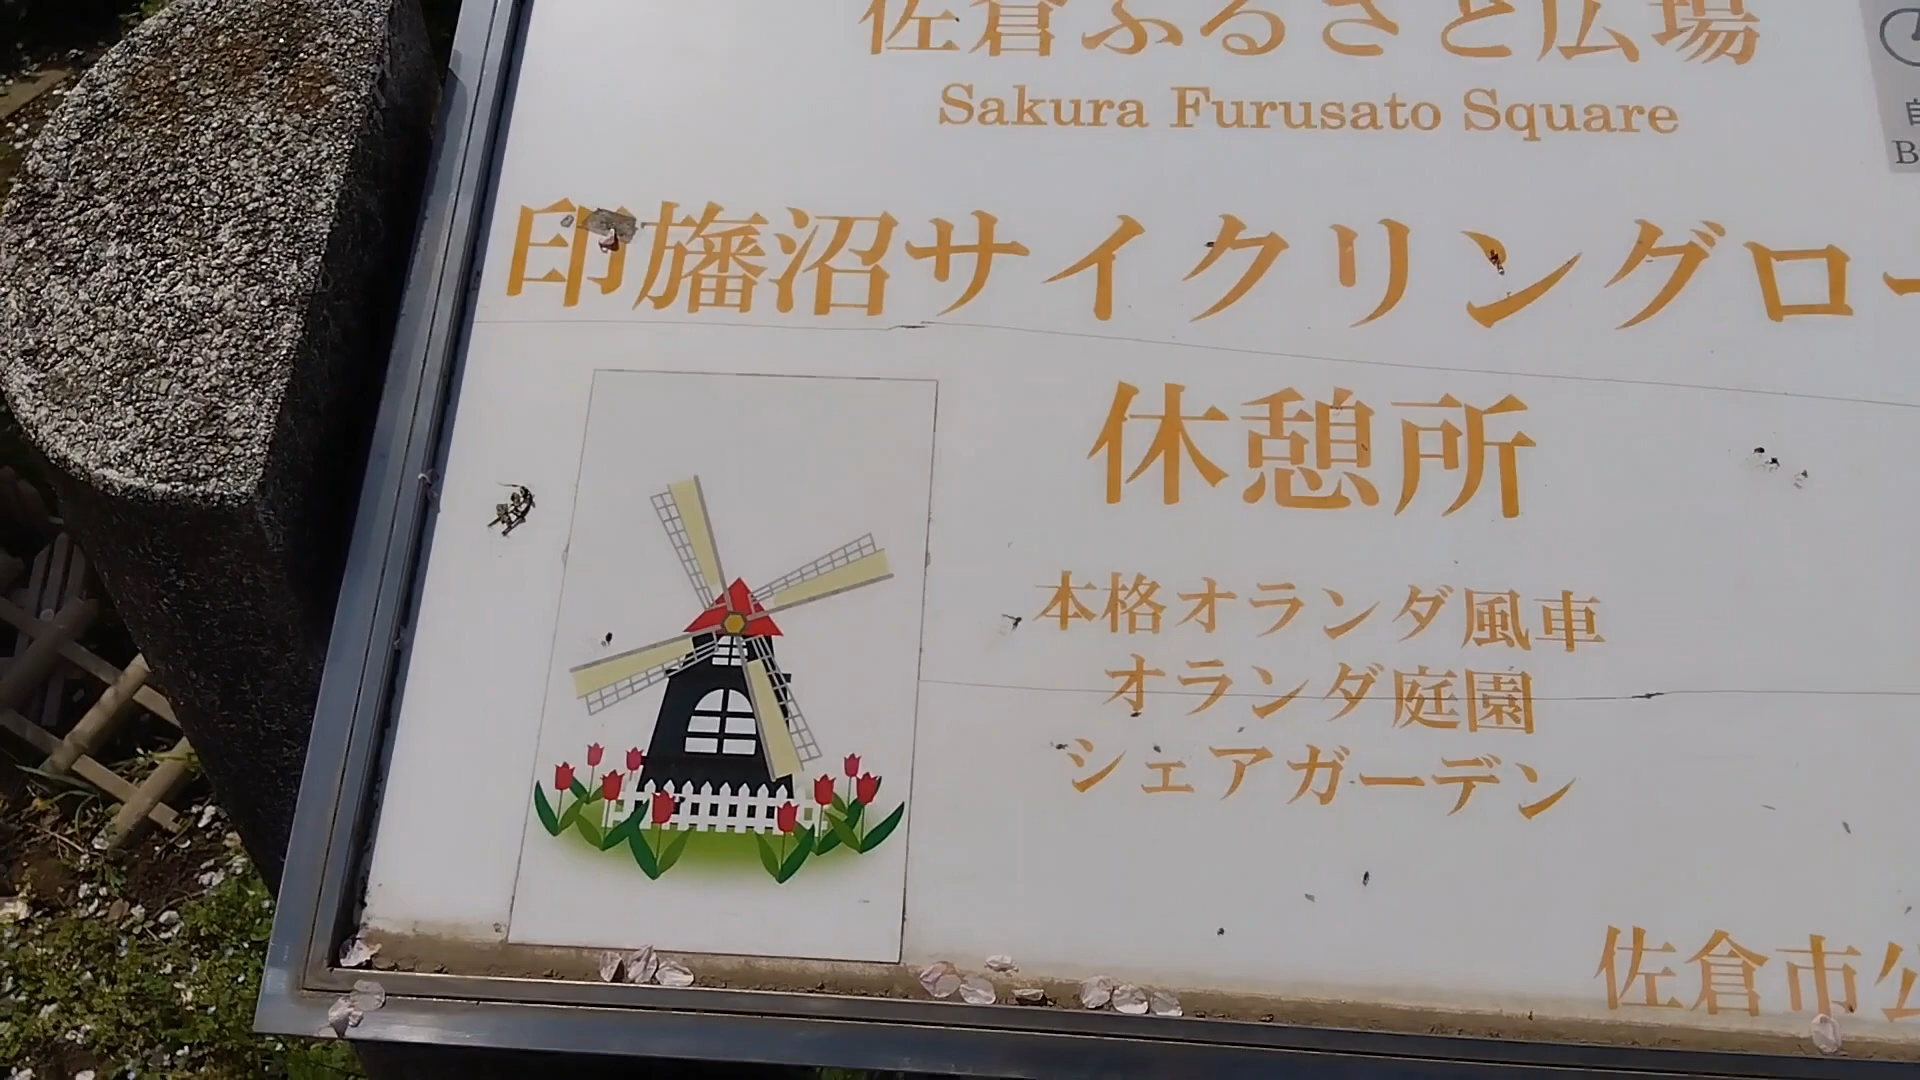 佐倉ふるさと広場
Sakura Furusato Square
印旛沼サイクリングロー
休憩所
本格オランダ風車
オランダ庭園
シェアガーデン
佐倉市公